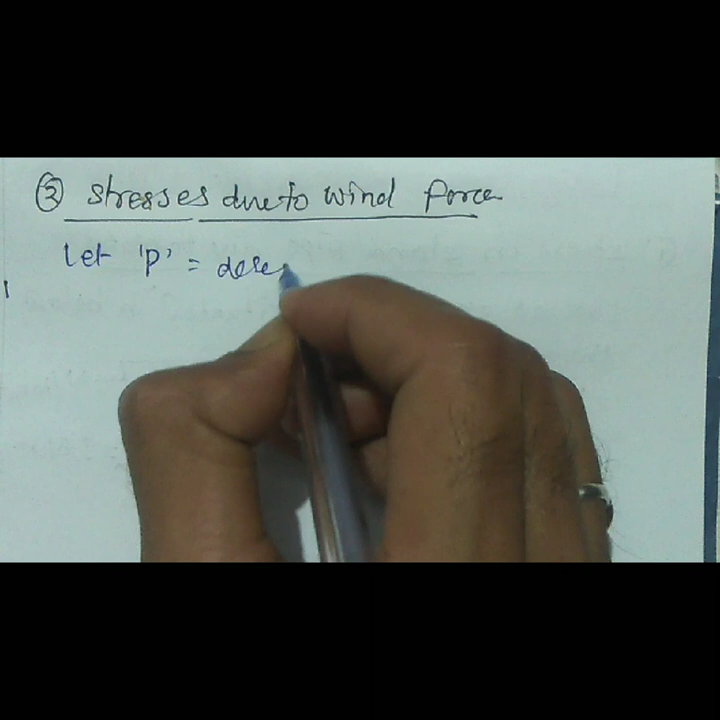 ② stresses due to wind force
Let 'p' =